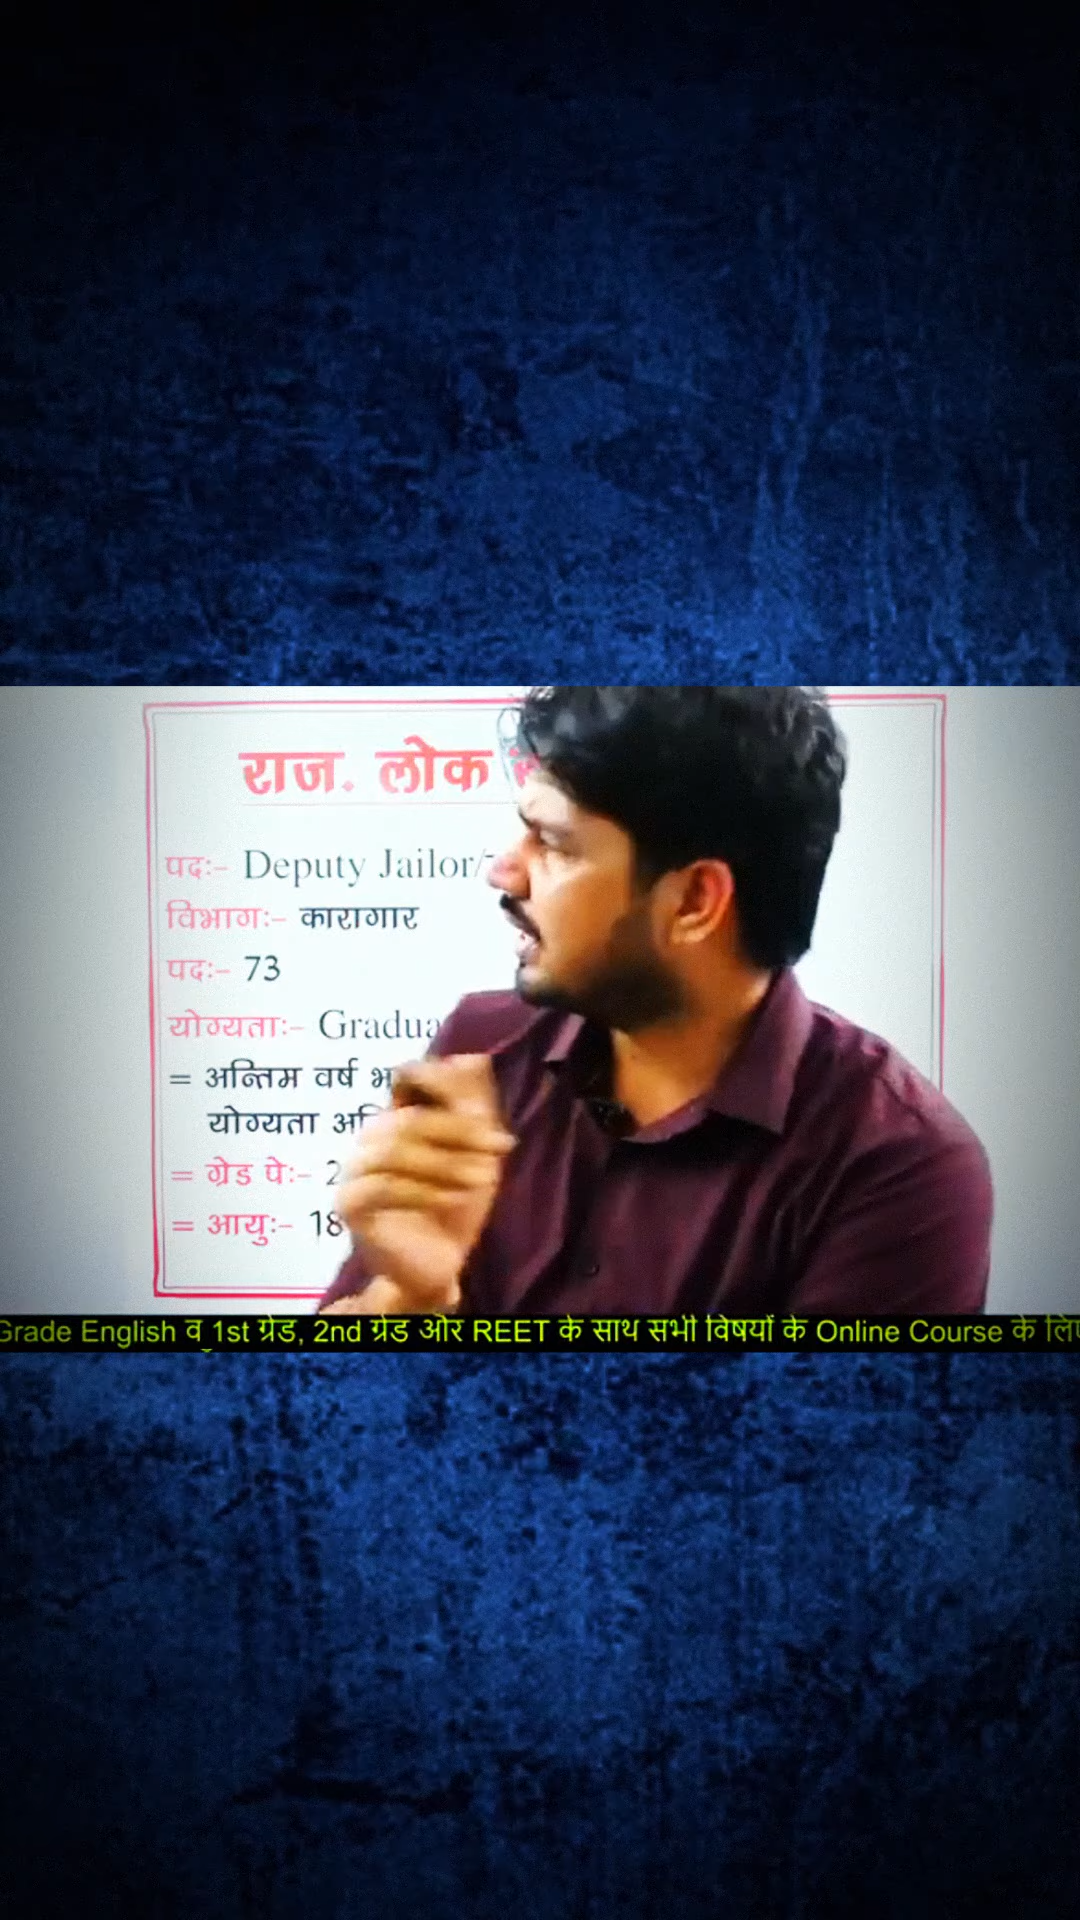 राज. लोक
पदः- Deputy Jailor/
विभागः- कारागार
पदः- 73
योग्यताः- Gradua
= अन्तिम वर्ष
योग्यता
= ग्रेड पेः- 2
= आयुः- 18
Grade English व 1st ग्रेड, 2nd ग्रेड और REET के साथ सभी विषयों के Online Course के